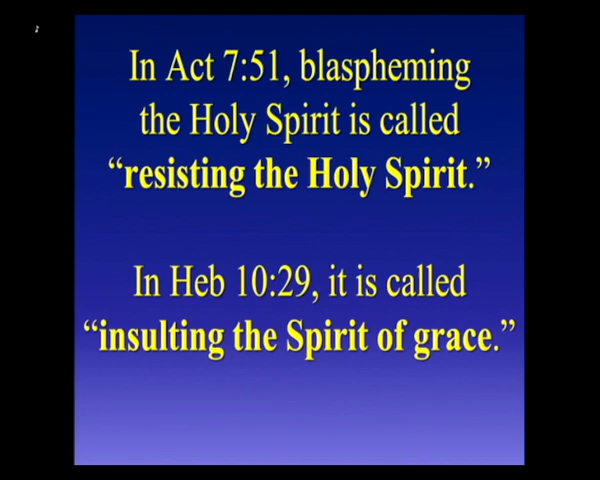 In Act 7:51, blaspheming
the Holy Spirit is called
“resisting the Holy Spirit.”
In Heb 10:29, it is called
“insulting the Spirit of grace.”